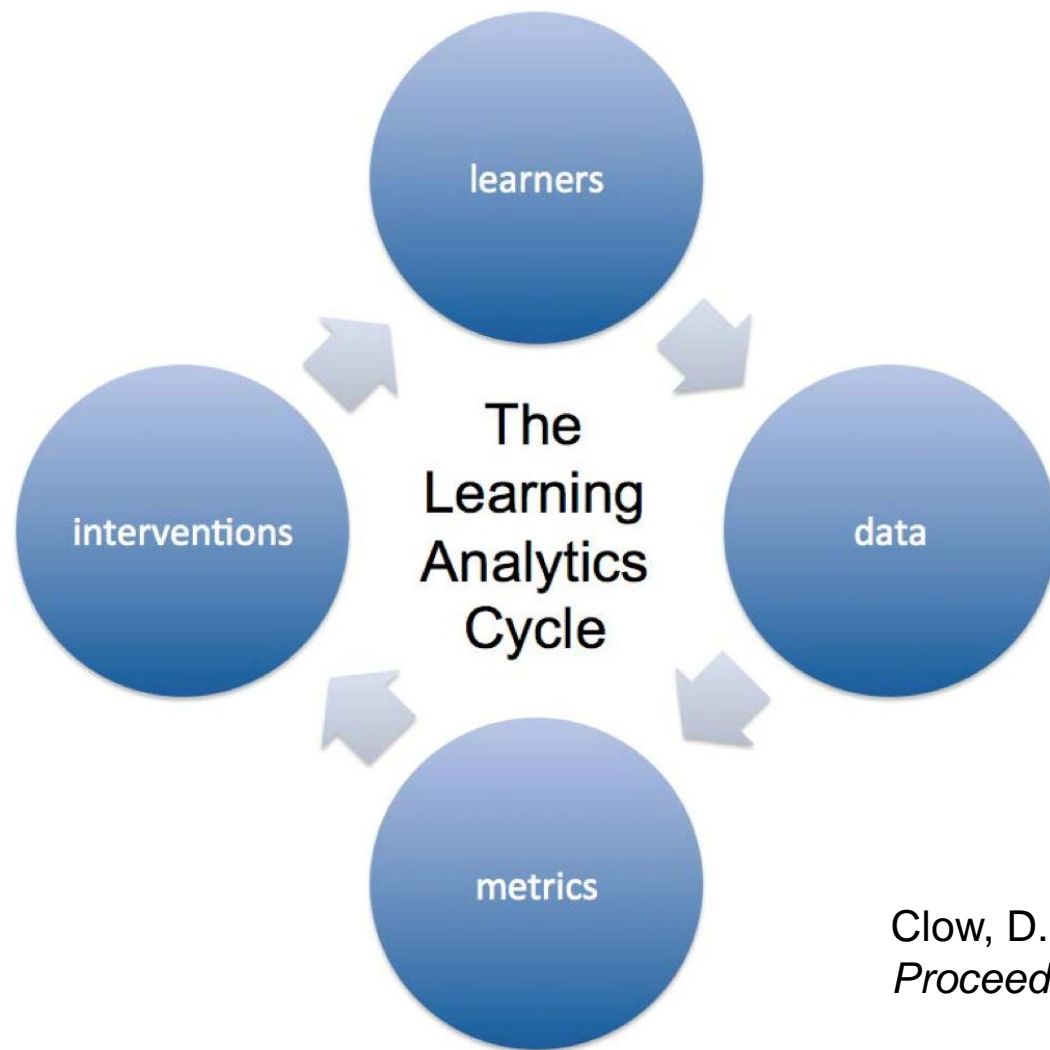 learners
The
Learning
Analytics
Cycle
interventions
data
metrics
Clow, D.
Proceed